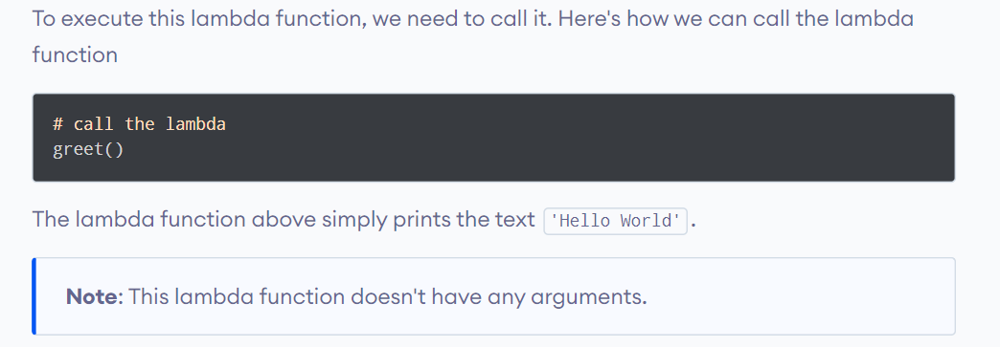 To execute this lambda function, we need to call it. Here's how we can call the lambda
function
# call the lambda
greet()
The lambda function above simply prints the text 'Hello World' .
Note: This lambda function doesn't have any arguments.